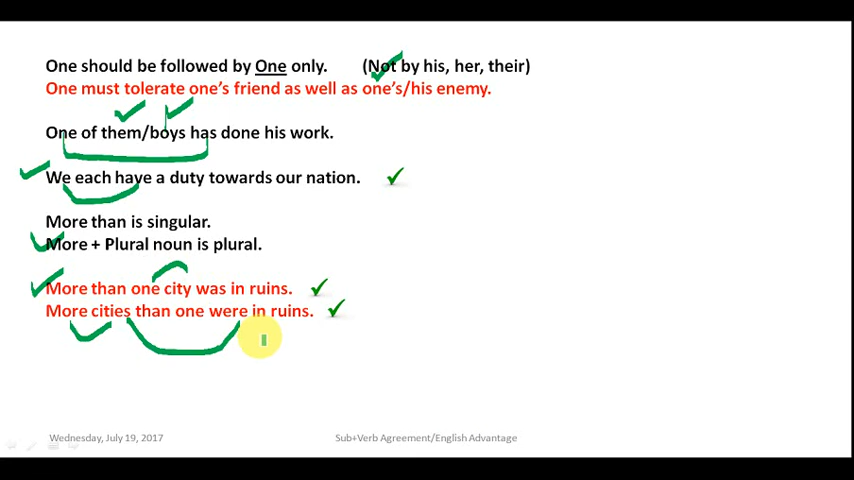 One should be followed by One only. (Not by his, her, their)
One must tolerate one's friend as well as one's/his enemy.
One of them/boys has done his work.
We each have a duty towards our nation.
More than is singular.
More + Plural noun is plural.
More than one city was in ruins.
More cities than one were in ruins.
Wednesday, July 19, 2017 Sub+Verb Agreement/English Advantage